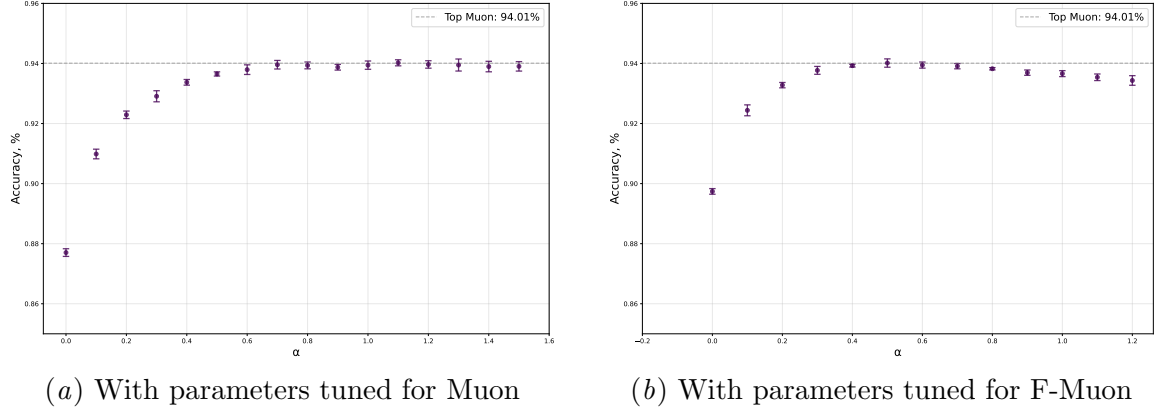 0.96
0.94
0.92
0.90
0.88
0.86
Accuracy, %
Top Muon: 94.01%
0.0 0.2 0.4 0.6 0.8 1.0 1.2 1.4 1.6
α
(a) With parameters tuned for Muon
0.96
0.94
0.92
0.90
0.88
0.86
Accuracy, %
Top Muon: 94.01%
−0.2 0.0 0.2 0.4 0.6 0.8 1.0 1.2
α
(b) With parameters tuned for F-Muon